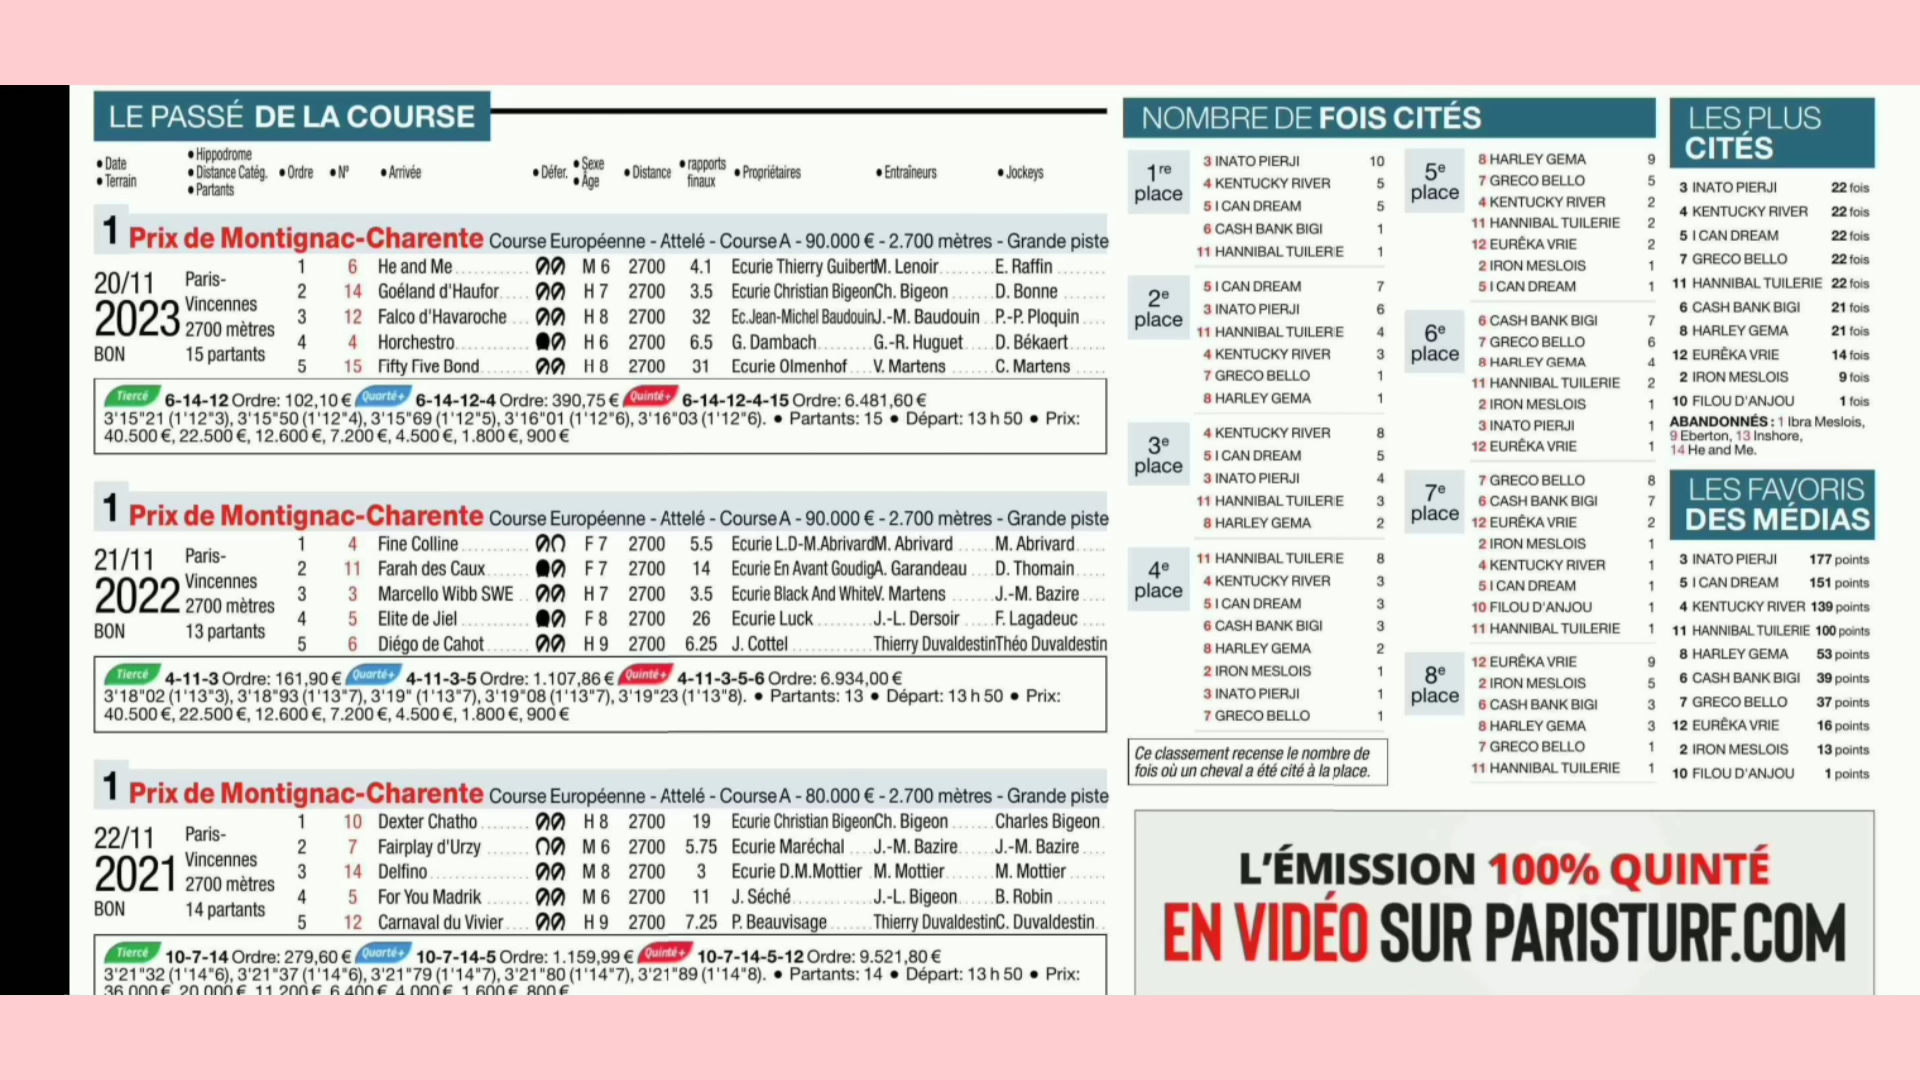 LE PASSÉ DE LA COURSE
• Date
• Terrain
• Hippodrome
• Distance Catég.
• Partants
• Ordre
• N°
• Arrivée
• Défer.
• Sexe
• Âge
• Distance
• rapports finaux
• Propriétaires
• Entraîneurs
• Jockeys
1 Prix de Montignac-Charente Course Européenne - Attelé - Course A - 90.000 € - 2.700 mètres - Grande piste
20/11
2023
BON
Paris-
Vincennes
2700 mètres
15 partants
1 6 He and Me M 6 2700 4.1 Ecurie Thierry Guibert M. Lenoir E. Raffin
2 14 Goéland d'Haufor H 7 2700 3.5 Ecurie Christian Bigeon Ch. Bigeon D. Bonne
3 12 Falco d'Havaroche H 8 2700 32 Ec.Jean-Michel Baudouin J.-M. Baudouin P.-P. Ploquin
4 4 Horchestro H 6 2700 6.5 G. Dambach G.-R. Huguet D. Békaert
5 15 Fifty Five Bond H 8 2700 31 Ecurie Olmenhof V. Martens C. Martens
Tiercé 6-14-12 Ordre: 102,10 € Quarté+ 6-14-12-4 Ordre: 390,75 € Quinté+ 6-14-12-4-15 Ordre: 6.481,60 €
3'15"21 (1'12"3), 3'15"50 (1'12"4), 3'15"69 (1'12"5), 3'16"01 (1'12"6), 3'16"03 (1'12"6). • Partants: 15 • Départ: 13 h 50 • Prix:
40.500 €, 22.500 €, 12.600 €, 7.200 €, 4.500 €, 1.800 €, 900 €
1 Prix de Montignac-Charente Course Européenne - Attelé - Course A - 90.000 € - 2.700 mètres - Grande piste
21/11
2022
BON
Paris-
Vincennes
2700 mètres
13 partants
1 4 Fine Colline F 7 2700 5.5 Ecurie L.D-M.Abrivard M. Abrivard M. Abrivard
2 11 Farah des Caux F 7 2700 14 Ecurie En Avant Goudig A. Garandeau D. Thomain
3 3 Marcello Wibb SWE H 7 2700 3.5 Ecurie Black And White V. Martens J.-M. Bazire
4 5 Elite de Jiel F 8 2700 26 Ecurie Luck J.-L. Dersoir F. Lagadeuc
5 6 Diégo de Cahot H 9 2700 6.25 J. Cottel Thierry Duvaldestin Théo Duvaldestin
Tiercé 4-11-3 Ordre: 161,90 € Quarté+ 4-11-3-5 Ordre: 1.107,86 € Quinté+ 4-11-3-5-6 Ordre: 6.934,00 €
3'18"02 (1'13"3), 3'18"93 (1'13"7), 3'19" (1'13"7), 3'19"08 (1'13"7), 3'19"23 (1'13"8). • Partants: 13 • Départ: 13 h 50 • Prix:
40.500 €, 22.500 €, 12.600 €, 7.200 €, 4.500 €, 1.800 €, 900 €
1 Prix de Montignac-Charente Course Européenne - Attelé - Course A - 80.000 € - 2.700 mètres - Grande piste
22/11
2021
BON
Paris-
Vincennes
2700 mètres
14 partants
1 10 Dexter Chatho H 8 2700 19 Ecurie Christian Bigeon Ch. Bigeon Charles Bigeon
2 7 Fairplay d'Urzy M 6 2700 5.75 Ecurie Maréchal J.-M. Bazire J.-M. Bazire
3 14 Delfino M 8 2700 3 Ecurie D.M.Mottier M. Mottier M. Mottier
4 5 For You Madrik M 6 2700 11 J. Séché J.-L. Bigeon B. Robin
5 12 Carnaval du Vivier H 9 2700 7.25 P. Beauvisage Thierry Duvaldestin C. Duvaldestin
Tiercé 10-7-14 Ordre: 279,60 € Quarté+ 10-7-14-5 Ordre: 1.159,99 € Quinté+ 10-7-14-5-12 Ordre: 9.521,80 €
3'21"32 (1'14"6), 3'21"37 (1'14"6), 3'21"79 (1'14"7), 3'21"80 (1'14"7), 3'21"89 (1'14"8). • Partants: 14 • Départ: 13 h 50 • Prix:
36.000 €, 20.000 €, 11.200 €, 6.400 €, 4.000 €, 1.600 €, 800 €
NOMBRE DE FOIS CITÉS
1re place
3 INATO PIERJI 10
4 KENTUCKY RIVER 5
5 I CAN DREAM 5
6 CASH BANK BIGI 1
11 HANNIBAL TUILERIE 1
2e place
5 I CAN DREAM 7
3 INATO PIERJI 6
11 HANNIBAL TUILERIE 4
4 KENTUCKY RIVER 3
7 GRECO BELLO 1
8 HARLEY GEMA 1
3e place
4 KENTUCKY RIVER 8
5 I CAN DREAM 5
3 INATO PIERJI 4
11 HANNIBAL TUILERIE 3
8 HARLEY GEMA 2
4e place
11 HANNIBAL TUILERIE 8
4 KENTUCKY RIVER 3
5 I CAN DREAM 3
6 CASH BANK BIGI 3
8 HARLEY GEMA 2
2 IRON MESLOIS 1
3 INATO PIERJI 1
7 GRECO BELLO 1
Ce classement recense le nombre de
fois où un cheval a été cité à la place.
5e place
8 HARLEY GEMA 9
7 GRECO BELLO 5
4 KENTUCKY RIVER 2
11 HANNIBAL TUILERIE 2
12 EURÊKA VRIE 2
2 IRON MESLOIS 1
5 I CAN DREAM 1
6e place
6 CASH BANK BIGI 7
7 GRECO BELLO 6
8 HARLEY GEMA 4
11 HANNIBAL TUILERIE 2
2 IRON MESLOIS 1
3 INATO PIERJI 1
12 EURÊKA VRIE 1
7e place
7 GRECO BELLO 8
6 CASH BANK BIGI 7
12 EURÊKA VRIE 2
2 IRON MESLOIS 1
4 KENTUCKY RIVER 1
5 I CAN DREAM 1
10 FILOU D'ANJOU 1
11 HANNIBAL TUILERIE 1
8e place
12 EURÊKA VRIE 9
2 IRON MESLOIS 5
6 CASH BANK BIGI 3
8 HARLEY GEMA 3
7 GRECO BELLO 1
11 HANNIBAL TUILERIE 1
LES PLUS
CITÉS
3 INATO PIERJI 22 fois
4 KENTUCKY RIVER 22 fois
5 I CAN DREAM 22 fois
7 GRECO BELLO 22 fois
11 HANNIBAL TUILERIE 22 fois
6 CASH BANK BIGI 21 fois
8 HARLEY GEMA 21 fois
12 EURÊKA VRIE 14 fois
2 IRON MESLOIS 9 fois
10 FILOU D'ANJOU 1 fois
ABANDONNÉS : 1 Ibra Meslois,
9 Eberton, 13 Inshore,
14 He and Me.
LES FAVORIS
DES MÉDIAS
3 INATO PIERJI 177 points
5 I CAN DREAM 151 points
4 KENTUCKY RIVER 139 points
11 HANNIBAL TUILERIE 100 points
8 HARLEY GEMA 53 points
6 CASH BANK BIGI 39 points
7 GRECO BELLO 37 points
12 EURÊKA VRIE 16 points
2 IRON MESLOIS 13 points
10 FILOU D'ANJOU 1 points
L'ÉMISSION 100% QUINTÉ
EN VIDÉO SUR PARISTURF.COM